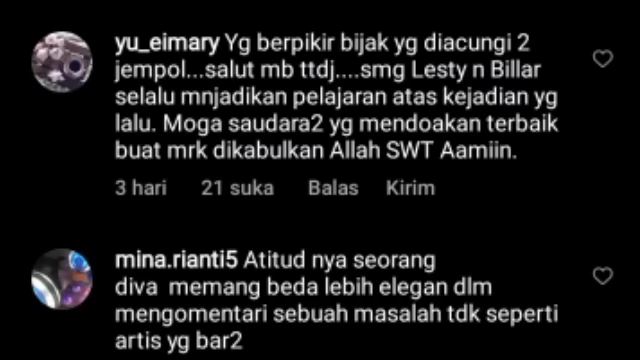 yu_eimary Yg berpikir bijak yg diacungi 2
jempol...salut mb ttdj....smg Lesty n Billar
selalu mnjadikan pelajaran atas kejadian yg
lalu. Moga saudara2 yg mendoakan terbaik
buat mrk dikabulkan Allah SWT Aamiin.
3 hari 21 suka Balas Kirim
mina.rianti5 Atitud nya seorang
diva memang beda lebih elegan dlm
mengomentari sebuah masalah tdk seperti
artis yg bar2